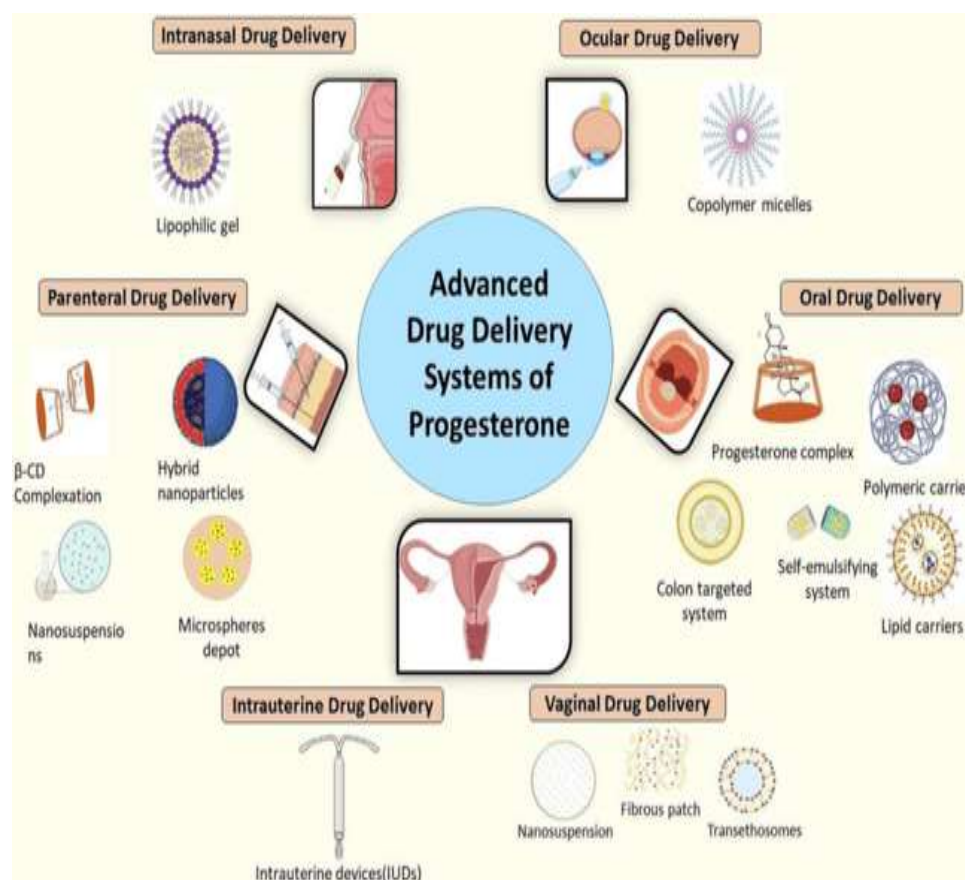 Intranasal Drug Delivery
Ocular Drug Delivery
Lipophilic gel
Copolymer micelles
Advanced
Drug Delivery
Systems of
Progesterone
Parenteral Drug Delivery
β-CD
Complexation
Hybrid
nanoparticles
Nanosuspensio
ns
Microspheres
depot
Oral Drug Delivery
Progesterone complex
Polymeric carrie
Colon targeted
system
Self-emulsifying
system
Lipid carriers
Intrauterine Drug Delivery
Intrauterine devices(IUDs)
Vaginal Drug Delivery
Nanosuspension
Fibrous patch
Transethosomes